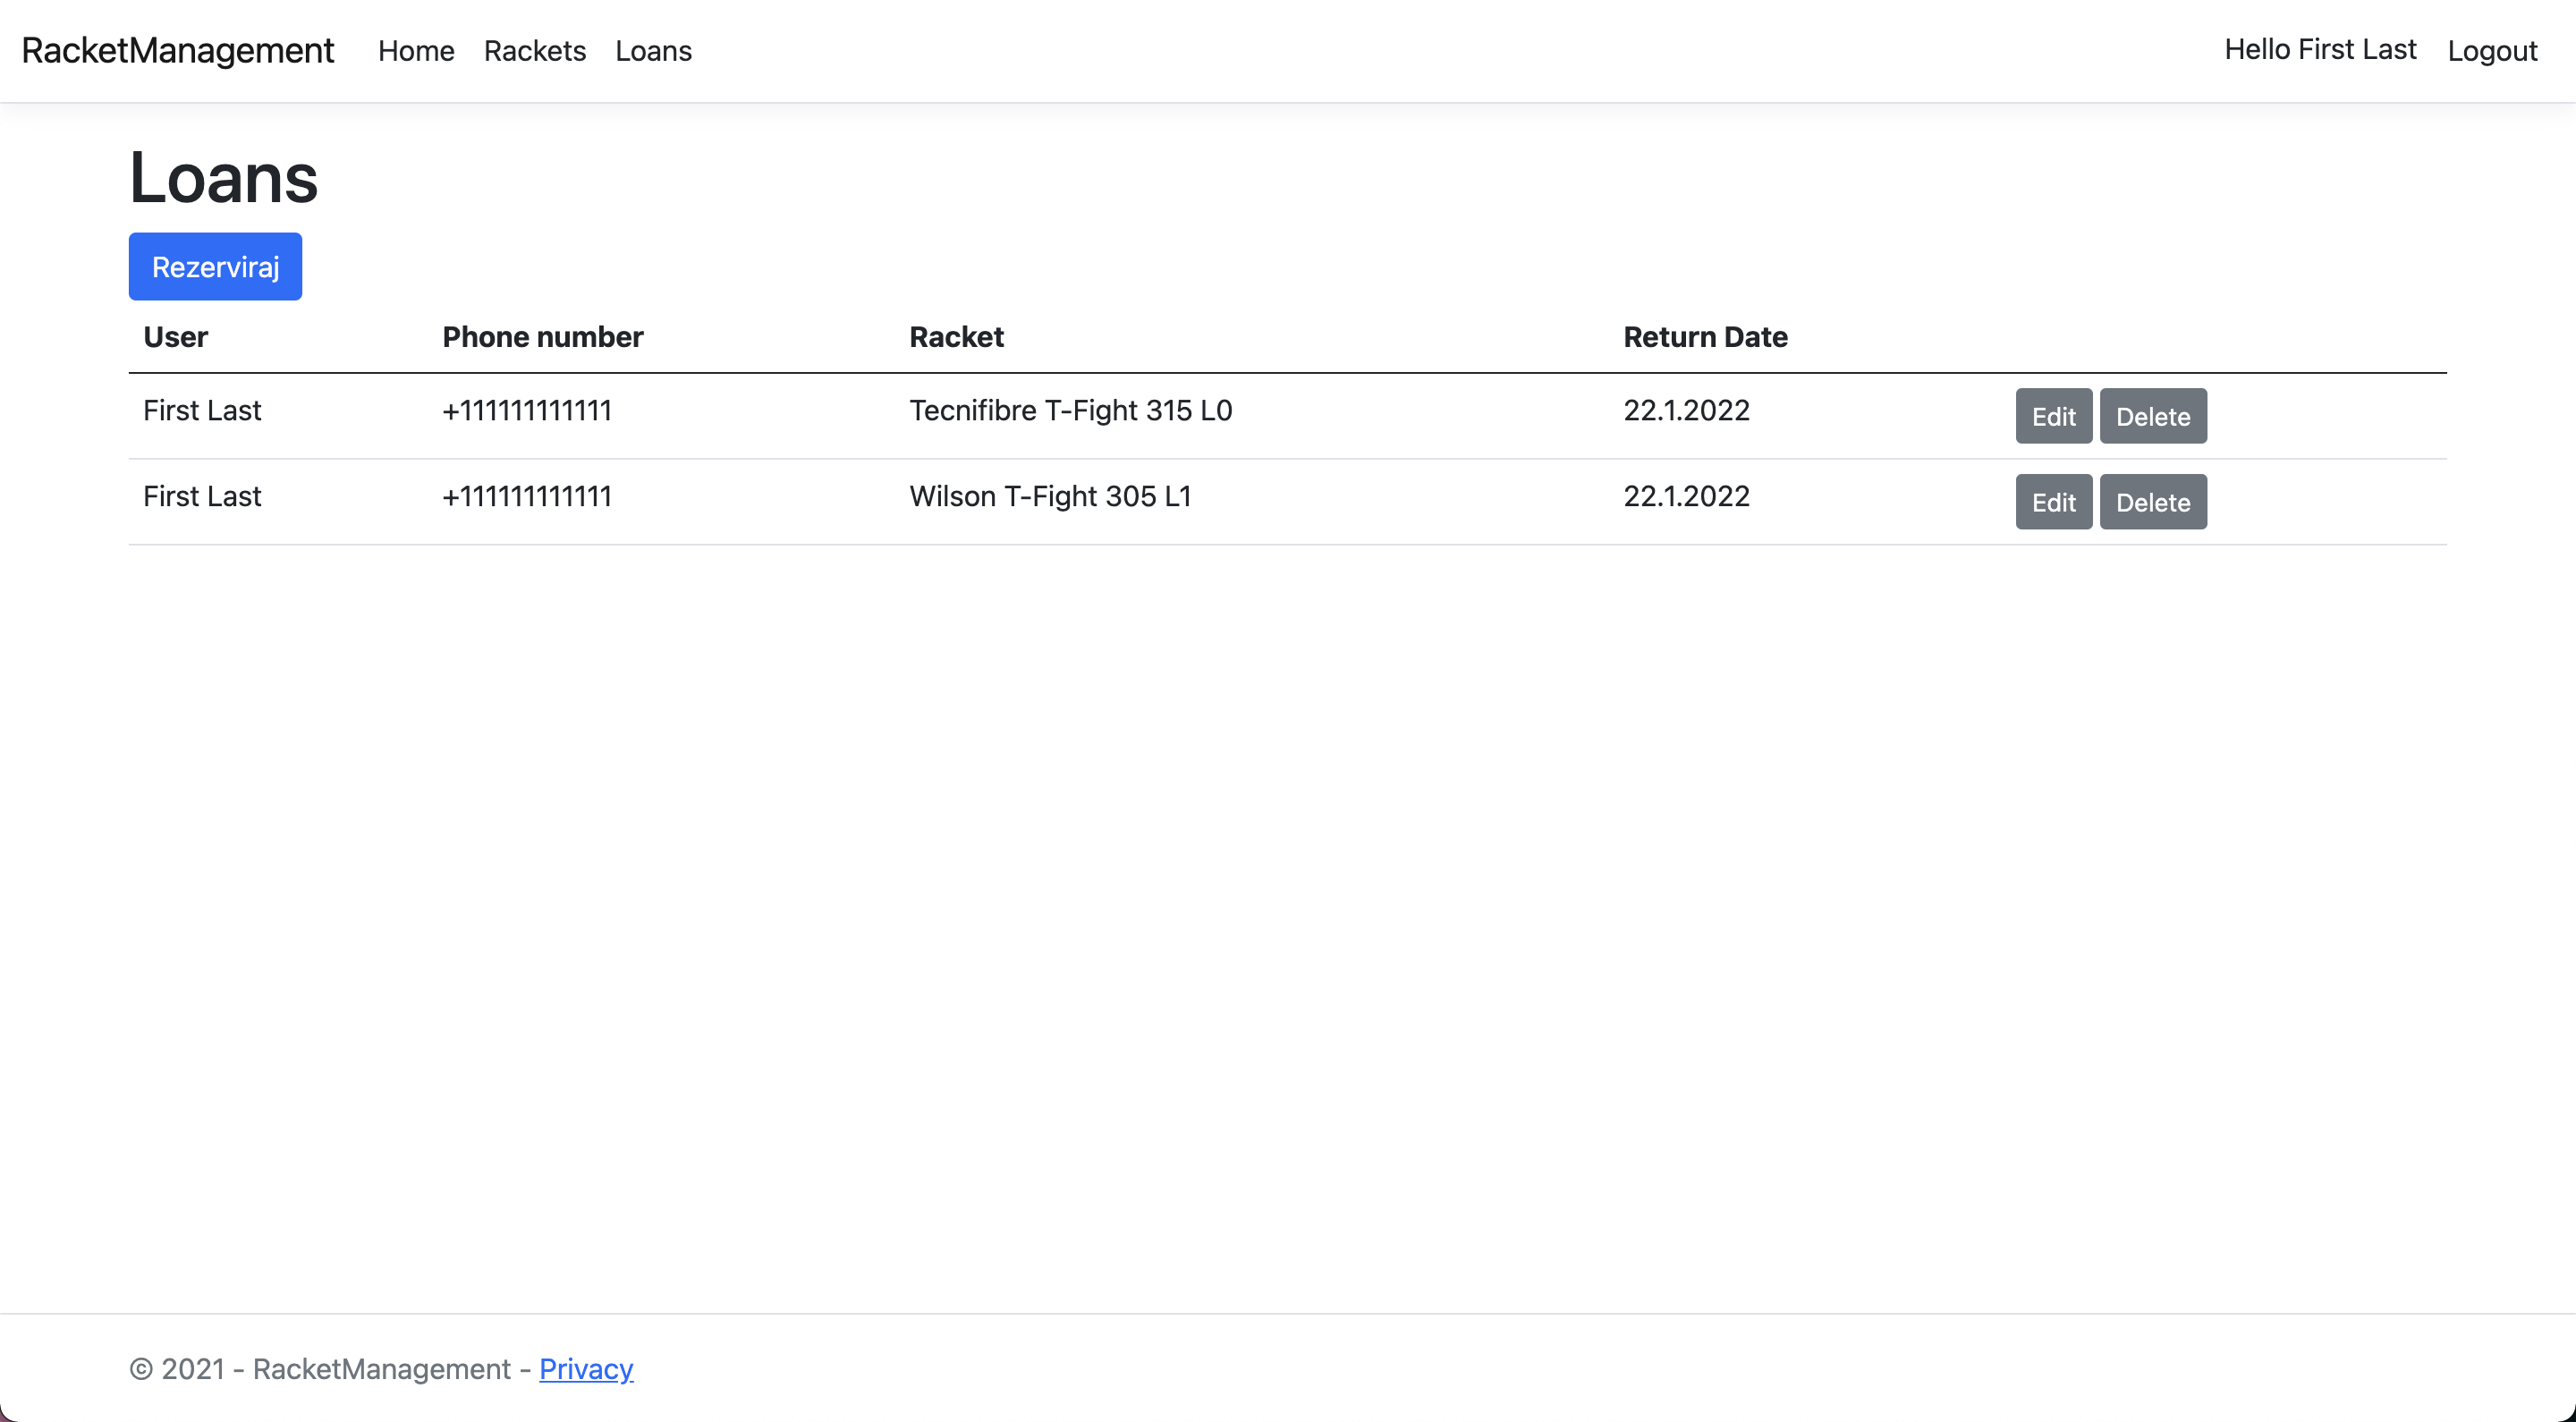 RacketManagement Home Rackets Loans Hello First Last Logout
Loans
Rezerviraj
User Phone number Racket Return Date
First Last +111111111111 Tecnifibre T-Fight 315 L0 22.1.2022 Edit Delete
First Last +111111111111 Wilson T-Fight 305 L1 22.1.2022 Edit Delete
© 2021 - RacketManagement - Privacy